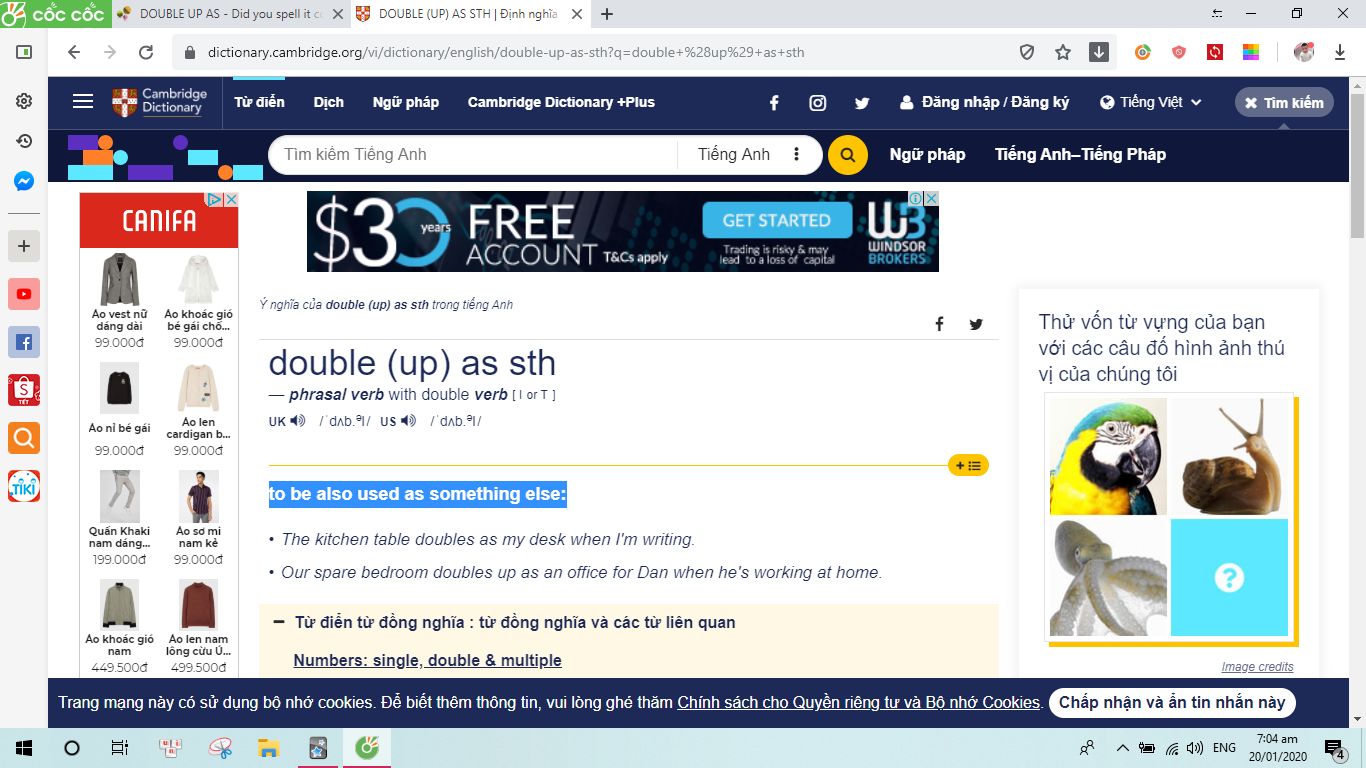 CỐC CỐC
DOUBLE UP AS - Did you spell it c
DOUBLE (UP) AS STH | Định nghĩa
dictionary.cambridge.org/vi/dictionary/english/double-up-as-sth?q=double+%28up%29+as+sth
Cambridge
Dictionary
Từ điển
Dịch
Ngữ pháp
Cambridge Dictionary +Plus
Đăng nhập / Đăng ký
Tiếng Việt
Tìm kiếm
Tìm kiếm Tiếng Anh
Tiếng Anh
Ngữ pháp
Tiếng Anh–Tiếng Pháp
CANIFA
Áo vest nữ
dáng dài
99.000đ
Áo khoác gió
bé gái chố...
99.000đ
Áo nỉ bé gái
99.000đ
Áo len
cardigan b...
99.000đ
Quần Khaki
nam dáng...
199.000đ
Áo sơ mi
nam kẻ
99.000đ
Áo khoác gió
nam
449.500đ
Áo len nam
lông cừu Ú...
499.500đ
$30 years FREE
ACCOUNT T&Cs apply
GET STARTED
Trading is risky & may
lead to a loss of capital
WINDSOR
BROKERS
Ý nghĩa của double (up) as sth trong tiếng Anh
double (up) as sth
— phrasal verb with double verb [ I or T ]
UK /ˈdʌb.əl/ US /ˈdʌb.əl/
to be also used as something else:
• The kitchen table doubles as my desk when I'm writing.
• Our spare bedroom doubles up as an office for Dan when he's working at home.
Từ điển từ đồng nghĩa : từ đồng nghĩa và các từ liên quan
Numbers: single, double & multiple
Thử vốn từ vựng của bạn
với các câu đố hình ảnh thú
vị của chúng tôi
?
Image credits
TẾT
TIKI
Trang mạng này có sử dụng bộ nhớ cookies. Để biết thêm thông tin, vui lòng ghé thăm Chính sách cho Quyền riêng tư và Bộ nhớ Cookies.
Chấp nhận và ẩn tin nhắn này
ENG
7:04 am
20/01/2020
4